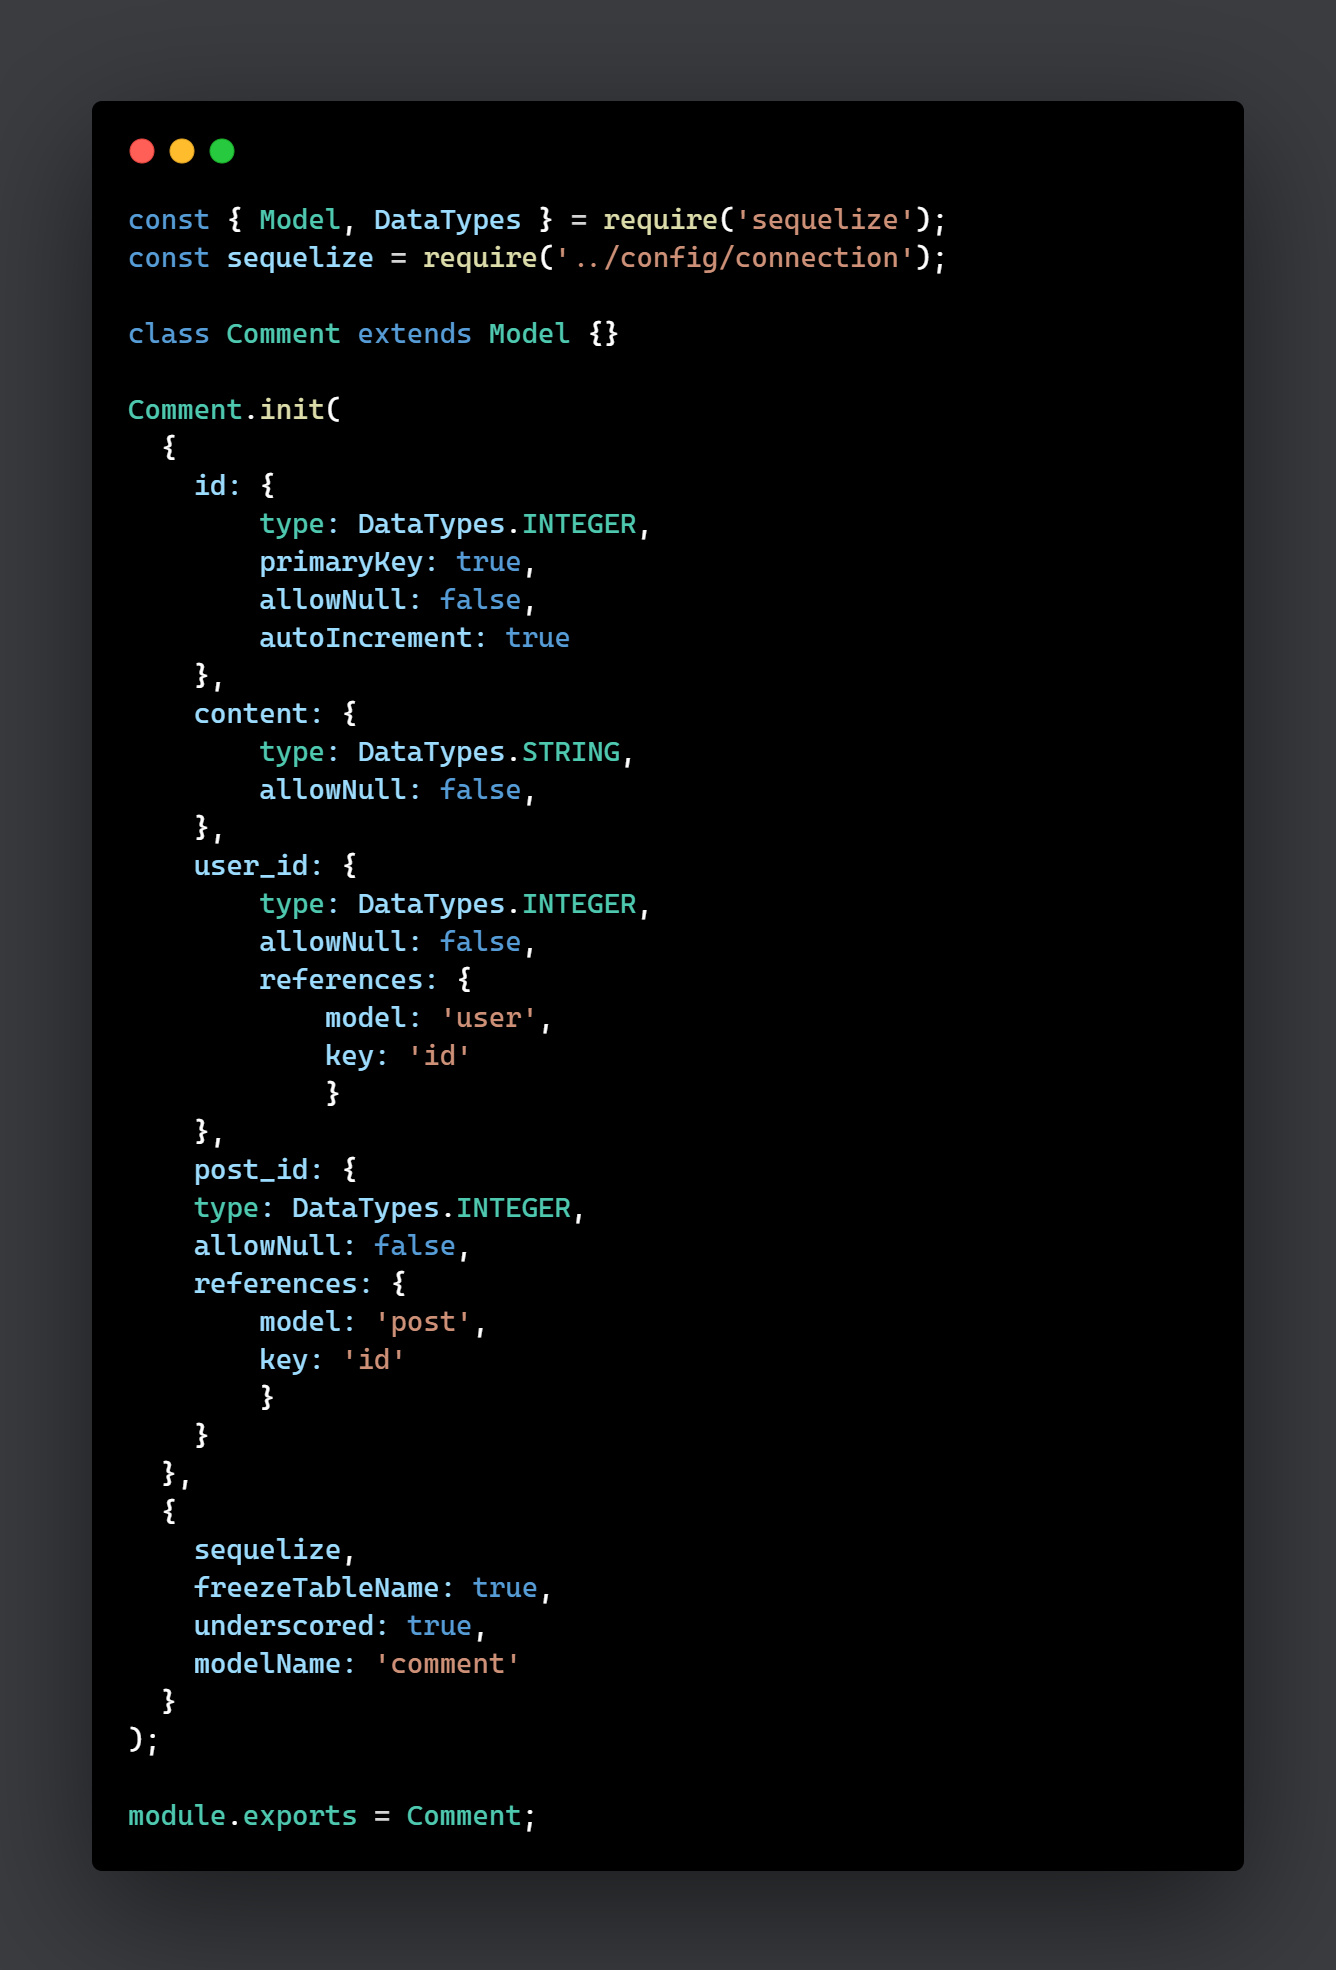 const { Model, DataTypes } = require('sequelize');
const sequelize = require('../config/connection');

class Comment extends Model {}

Comment.init(
  {
    id: {
        type: DataTypes.INTEGER,
        primaryKey: true,
        allowNull: false,
        autoIncrement: true
    },
    content: {
        type: DataTypes.STRING,
        allowNull: false,
    },
    user_id: {
        type: DataTypes.INTEGER,
        allowNull: false,
        references: {
            model: 'user',
            key: 'id'
            }
    },
    post_id: {
    type: DataTypes.INTEGER,
    allowNull: false,
    references: {
        model: 'post',
        key: 'id'
        }
    }
  },
  {
    sequelize,
    freezeTableName: true,
    underscored: true,
    modelName: 'comment'
  }
);

module.exports = Comment;